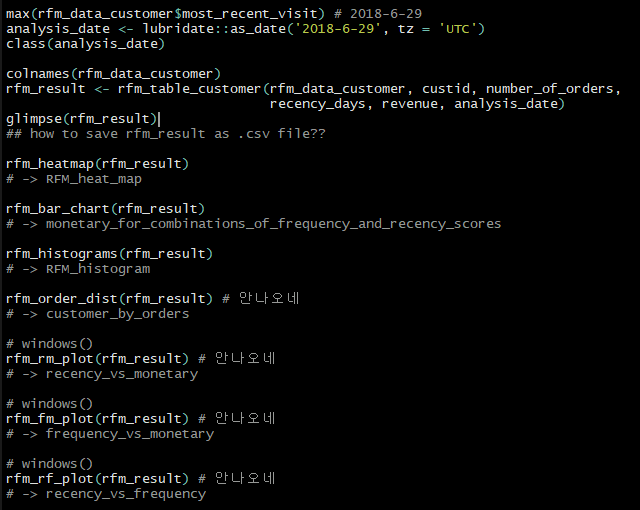 max(rfm_data_customer$most_recent_visit) # 2018-6-29
analysis_date <- lubridate::as_date('2018-6-29', tz = 'UTC')
class(analysis_date)
colnames(rfm_data_customer)
rfm_result <- rfm_table_customer(rfm_data_customer, custid, number_of_orders,
recency_days, revenue, analysis_date)
glimpse(rfm_result)
## how to save rfm_result as .csv file??
rfm_heatmap(rfm_result)
# -> RFM_heat_map
rfm_bar_chart(rfm_result)
# -> monetary_for_combinations_of_frequency_and_recency_scores
rfm_histograms(rfm_result)
# -> RFM_histogram
rfm_order_dist(rfm_result) # 안나오네
# -> customer_by_orders
# windows()
rfm_rm_plot(rfm_result) # 안나오네
# -> recency_vs_monetary
# windows()
rfm_fm_plot(rfm_result) # 안나오네
# -> frequency_vs_monetary
# windows()
rfm_rf_plot(rfm_result) # 안나오네
# -> recency_vs_frequency